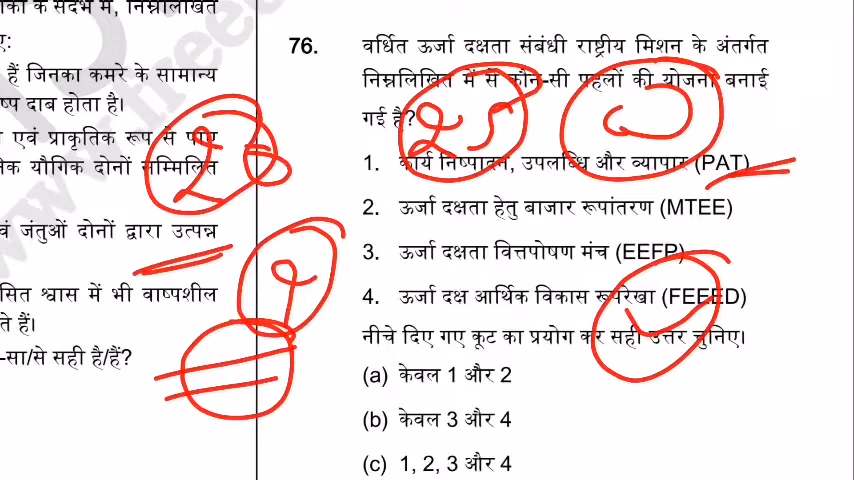 का के सदर्भ में, निम्नलिखित
ए:
हैं जिनका कमरे के सामान्य
ष्प दाब होता है।
एवं प्राकृतिक रूप से पाए
यौगिक दोनों सम्मिलित
वं जंतुओं दोनों द्वारा उत्पन्न
सित श्वास में भी वाष्पशील
ते हैं।
-सा/से सही है/हैं?
76. वर्धित ऊर्जा दक्षता संबंधी राष्ट्रीय मिशन के अंतर्गत
निम्नलिखित में से कौन-सी पहलों की योजना बनाई
गई है?
1. कार्य निष्पादन, उपलब्धि और व्यापार (PAT)
2. ऊर्जा दक्षता हेतु बाजार रूपांतरण (MTEE)
3. ऊर्जा दक्षता वित्तपोषण मंच (EEFP)
4. ऊर्जा दक्ष आर्थिक विकास रूपरेखा (FEEED)
नीचे दिए गए कूट का प्रयोग कर सही उत्तर चुनिए।
(a) केवल 1 और 2
(b) केवल 3 और 4
(c) 1, 2, 3 और 4